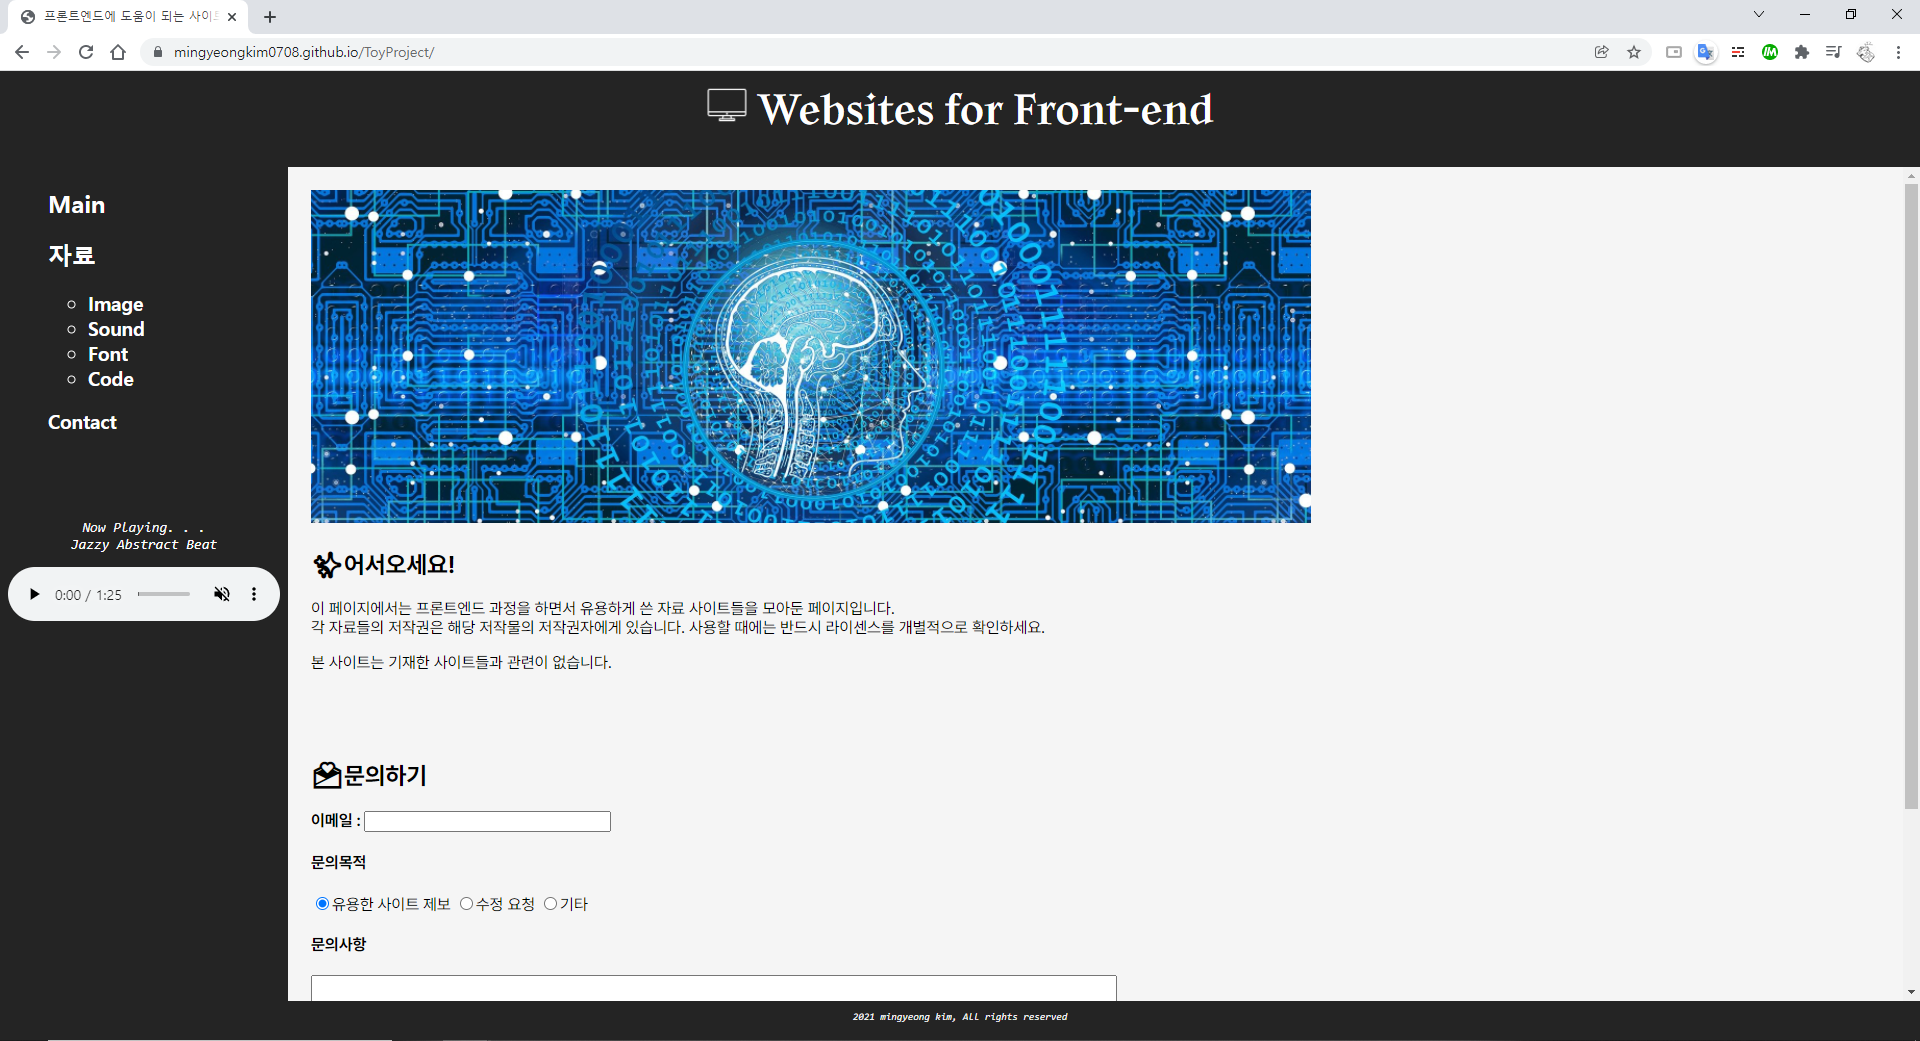 프론트엔드에 도움이 되는 사이트
mingyeongkim0708.github.io/ToyProject/
Websites for Front-end
Main
자료
Image
Sound
Font
Code
Contact
Now Playing. . .
Jazzy Abstract Beat
0:00 / 1:25
어서오세요!
이 페이지에서는 프론트엔드 과정을 하면서 유용하게 쓴 자료 사이트들을 모아둔 페이지입니다.
각 자료들의 저작권은 해당 저작물의 저작권자에게 있습니다. 사용할 때에는 반드시 라이센스를 개별적으로 확인하세요.
본 사이트는 기재한 사이트들과 관련이 없습니다.
문의하기
이메일 :
문의목적
유용한 사이트 제보 수정 요청 기타
문의사항
2021 mingyeong kim, All rights reserved